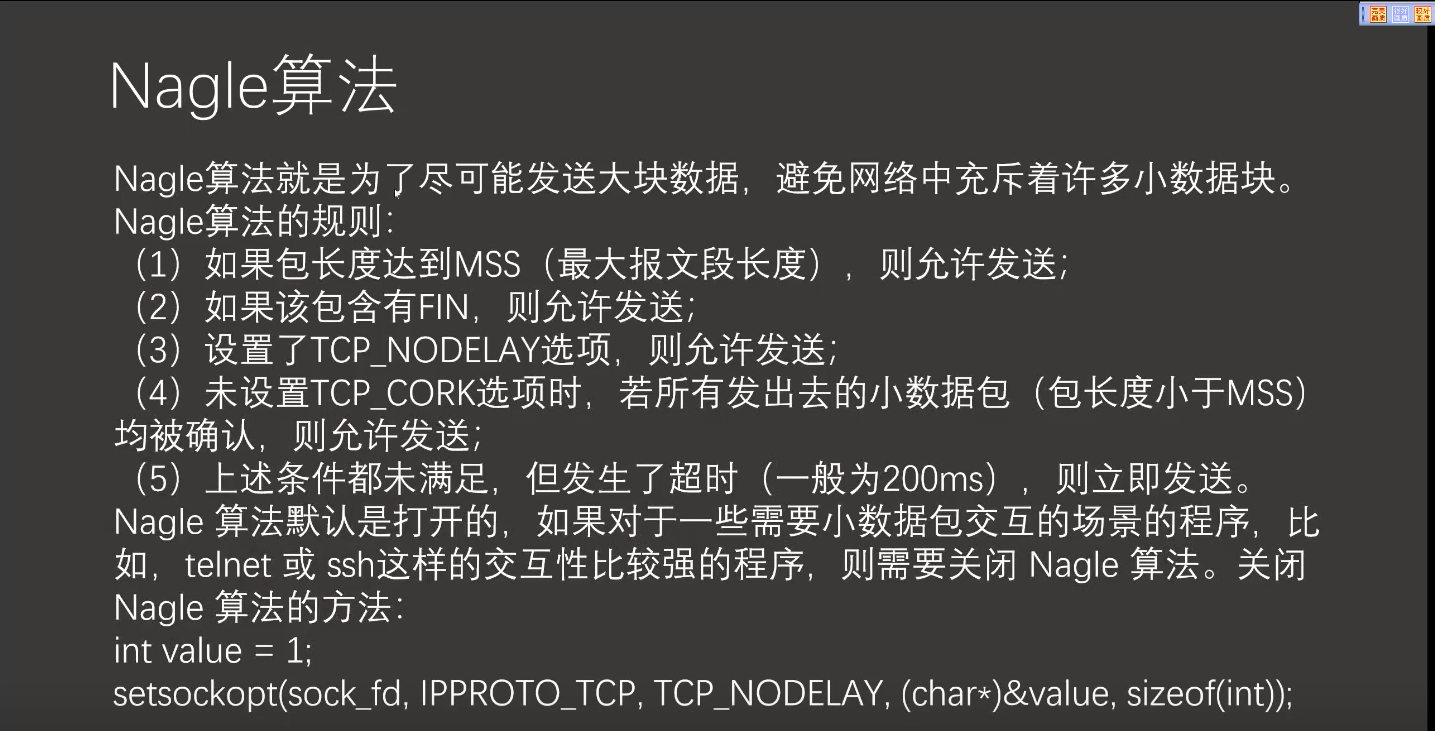 Nagle算法
Nagle算法就是为了尽可能发送大块数据，避免网络中充斥着许多小数据块。
Nagle算法的规则：
（1）如果包长度达到MSS（最大报文段长度），则允许发送；
（2）如果该包含有FIN，则允许发送；
（3）设置了TCP_NODELAY选项，则允许发送；
（4）未设置TCP_CORK选项时，若所有发出去的小数据包（包长度小于MSS）
均被确认，则允许发送；
（5）上述条件都未满足，但发生了超时（一般为200ms），则立即发送。
Nagle 算法默认是打开的，如果对于一些需要小数据包交互的场景的程序，比
如，telnet 或 ssh这样的交互性比较强的程序，则需要关闭 Nagle 算法。关闭
Nagle 算法的方法：
int value = 1;
setsockopt(sock_fd, IPPROTO_TCP, TCP_NODELAY, (char*)&value, sizeof(int));